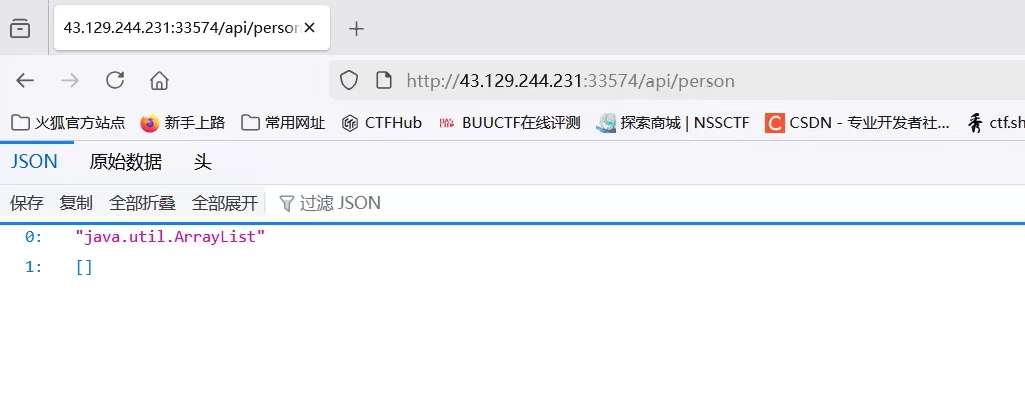 43.129.244.231:33574/api/person
http://43.129.244.231:33574/api/person
火狐官方站点 新手上路 常用网址 CTFHub BUUCTF在线评测 探索商城 | NSSCTF CSDN - 专业开发者社... ctf.sh
JSON 原始数据 头
保存 复制 全部折叠 全部展开 过滤 JSON
0: "java.util.ArrayList"
1: []